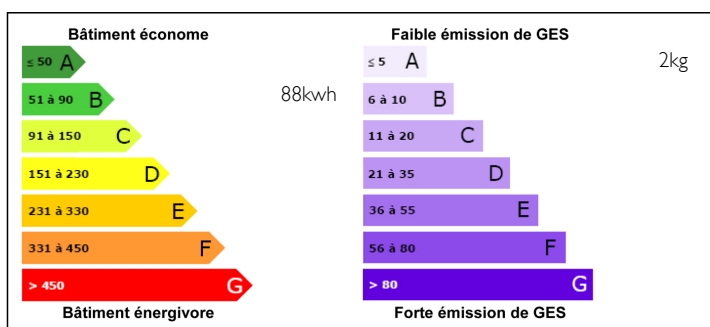 Bâtiment économe
≤ 50 A
51 à 90 B
88kwh
91 à 150 C
151 à 230 D
231 à 330 E
331 à 450 F
> 450 G
Bâtiment énergivore
Faible émission de GES
≤ 5 A
2kg
6 à 10 B
11 à 20 C
21 à 35 D
36 à 55 E
56 à 80 F
> 80 G
Forte émission de GES